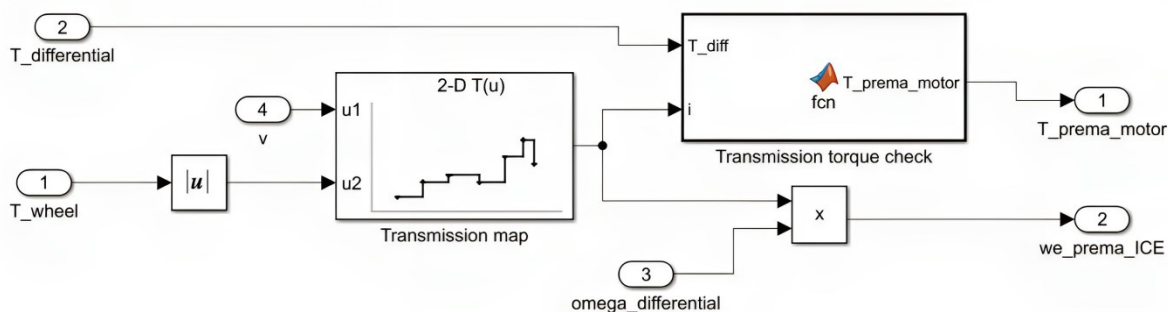 2
T_differential
T_diff
T_prema_motor
fcn
i
Transmission torque check
1
T_prema_motor
2-D T(u)
u1
u2
Transmission map
4
v
1
T_wheel
|u|
x
2
we_prema_ICE
3
omega_differential